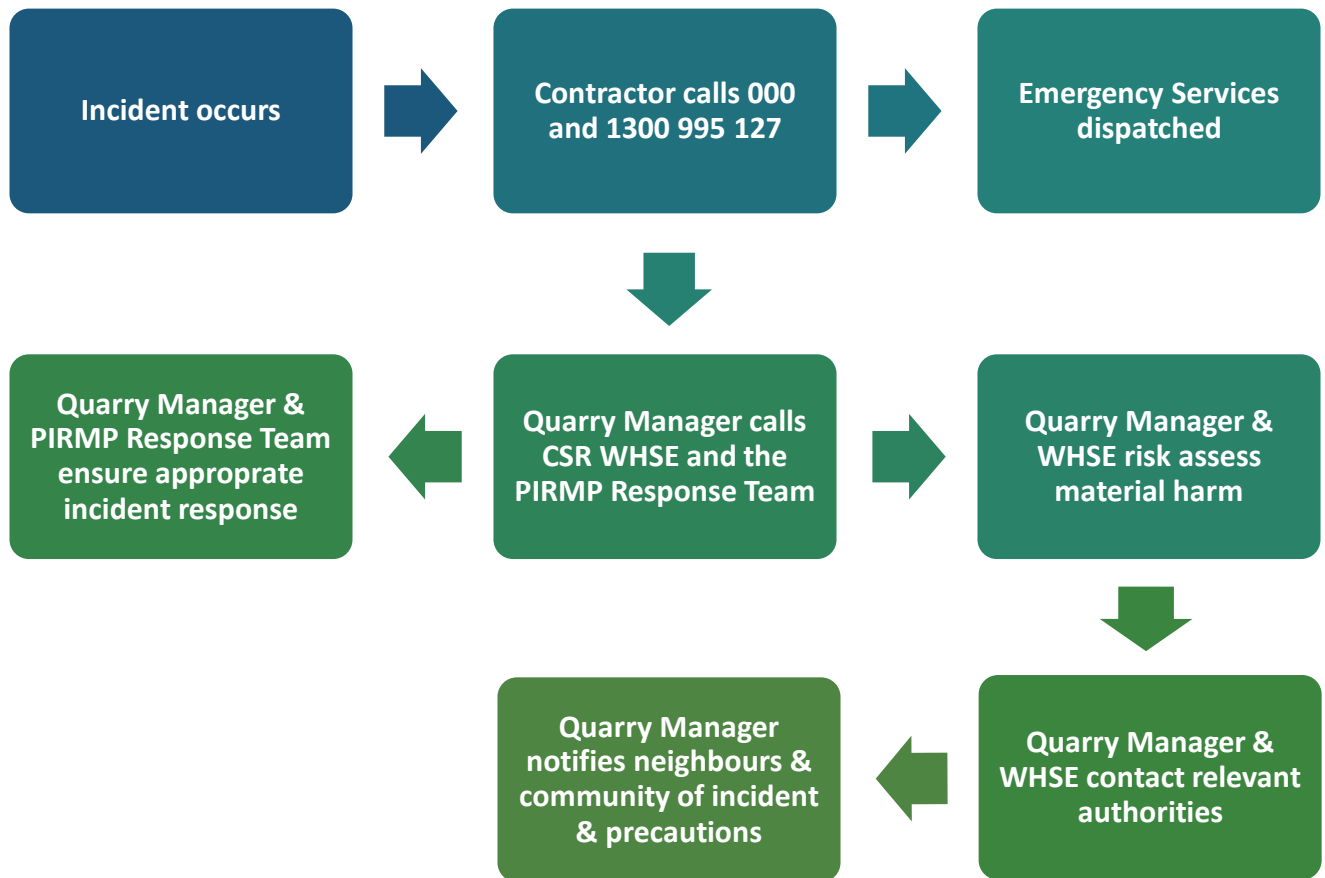 Incident occurs
Contractor calls 000
and 1300 995 127
Emergency Services
dispatched
Quarry Manager &
PIRMP Response Team
ensure approprate
incident response
Quarry Manager calls
CSR WHSE and the
PIRMP Response Team
Quarry Manager &
WHSE risk assess
material harm
Quarry Manager
notifies neighbours &
community of incident
& precautions
Quarry Manager &
WHSE contact relevant
authorities